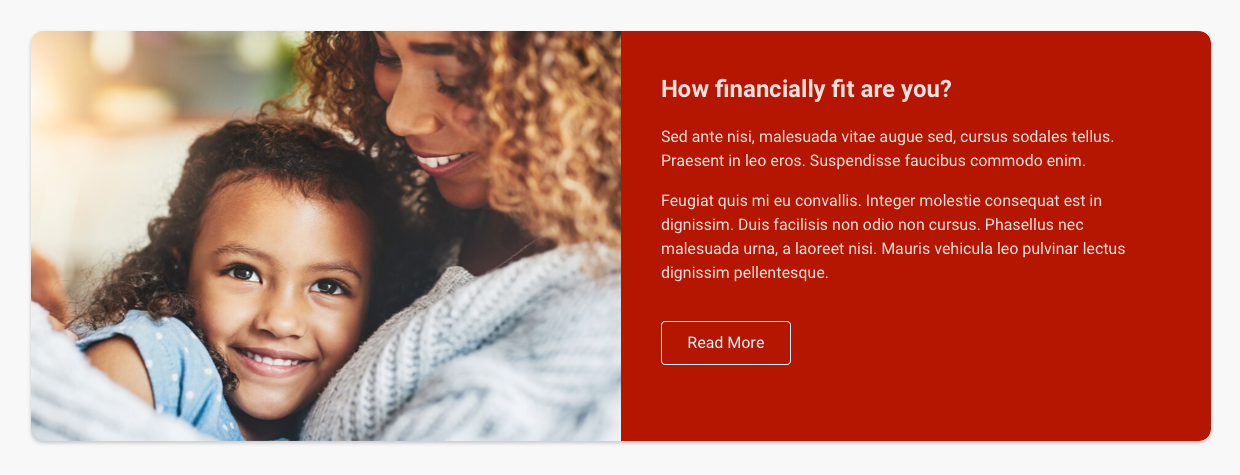 How financially fit are you?
Sed ante nisi, malesuada vitae augue sed, cursus sodales tellus.
Praesent in leo eros. Suspendisse faucibus commodo enim.
Feugiat quis mi eu convallis. Integer molestie consequat est in
dignissim. Duis facilisis non odio non cursus. Phasellus nec
malesuada urna, a laoreet nisi. Mauris vehicula leo pulvinar lectus
dignissim pellentesque.
Read More